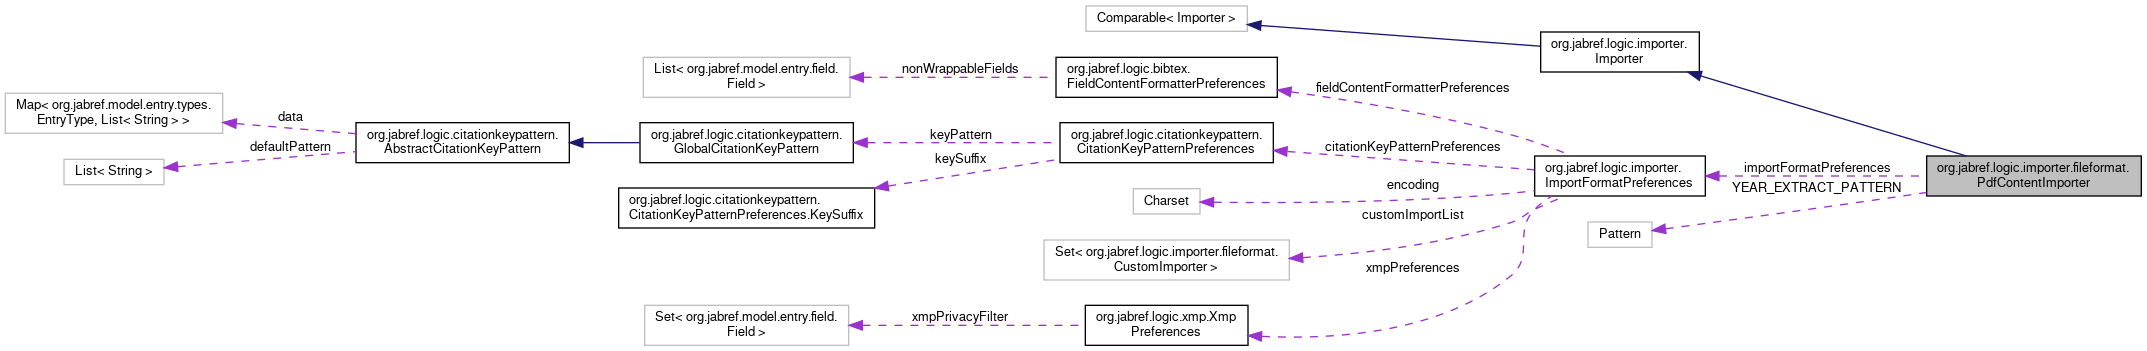 Comparable< Importer >
org.jabref.logic.importer.
Importer
List< org.jabref.model.entry.field.
Field >
nonWrappableFields
org.jabref.logic.bibtex.
FieldContentFormatterPreferences
fieldContentFormatterPreferences
Map< org.jabref.model.entry.types.
EntryType, List< String > >
data
defaultPattern
List< String >
org.jabref.logic.citationkeypattern.
AbstractCitationKeyPattern
org.jabref.logic.citationkeypattern.
GlobalCitationKeyPattern
keyPattern
keySuffix
org.jabref.logic.citationkeypattern.
CitationKeyPatternPreferences
citationKeyPatternPreferences
org.jabref.logic.citationkeypattern.
CitationKeyPatternPreferences.KeySuffix
Charset
encoding
customImportList
org.jabref.logic.importer.
ImportFormatPreferences
importFormatPreferences
YEAR_EXTRACT_PATTERN
org.jabref.logic.importer.fileformat.
PdfContentImporter
Pattern
Set< org.jabref.logic.importer.fileformat.
CustomImporter >
xmpPreferences
Set< org.jabref.model.entry.field.
Field >
xmpPrivacyFilter
org.jabref.logic.xmp.Xmp
Preferences